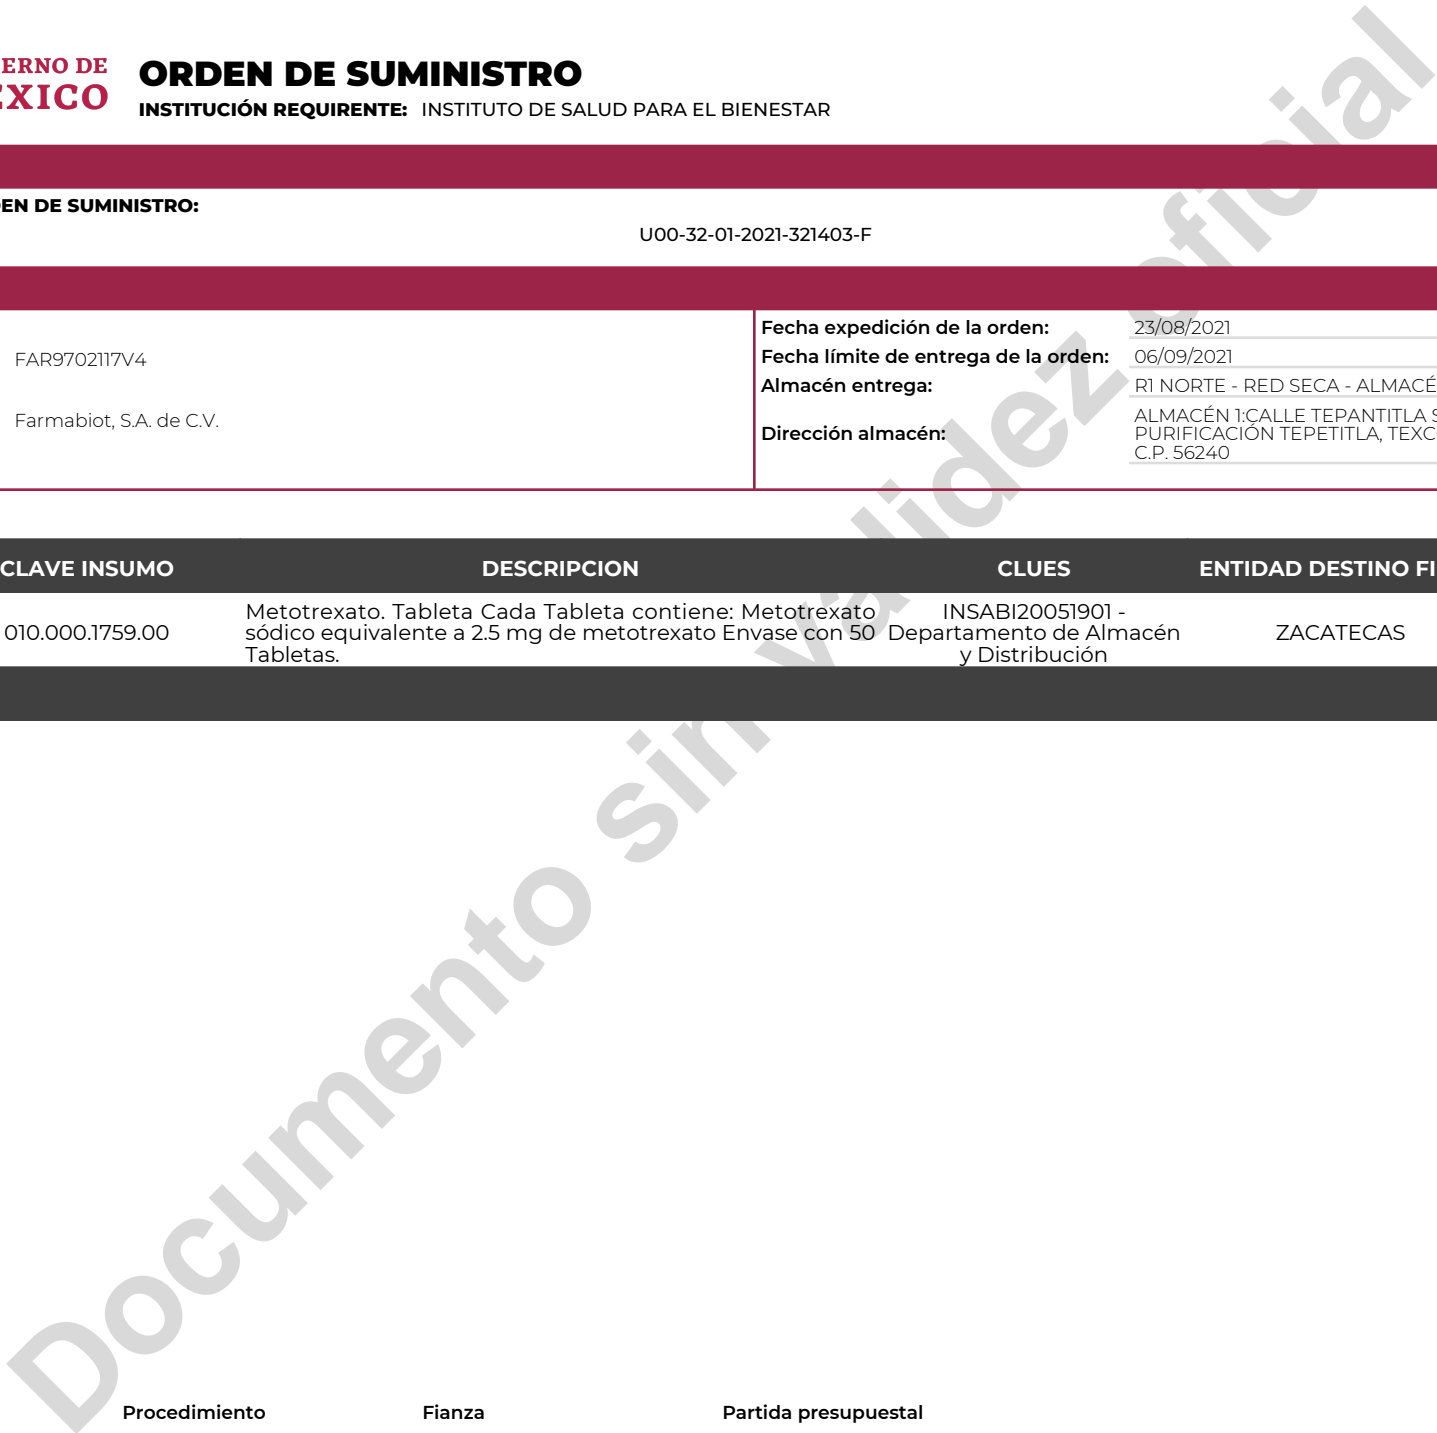 ERNO DE
EXICO
ORDEN DE SUMINISTRO
INSTITUCIÓN REQUIRENTE: INSTITUTO DE SALUD PARA EL BIENESTAR
EN DE SUMINISTRO:
U00-32-01-2021-321403-F
FAR9702117V4
Farmabiot, S.A. de C.V.
Fecha expedición de la orden: 23/08/2021
Fecha límite de entrega de la orden: 06/09/2021
Almacén entrega: R1 NORTE - RED SECA - ALMACÉ
Dirección almacén: ALMACÉN 1:CALLE TEPANTITLA S
PURIFICACIÓN TEPETITLA, TEXC
C.P. 56240
CLAVE INSUMO DESCRIPCION CLUES ENTIDAD DESTINO FI
010.000.1759.00
Metotrexato. Tableta Cada Tableta contiene: Metotrexato
sódico equivalente a 2.5 mg de metotrexato Envase con 50
Tabletas.
INSABI20051901 -
Departamento de Almacén
y Distribución
ZACATECAS
Documento sin validez oficial
Procedimiento Fianza Partida presupuestal